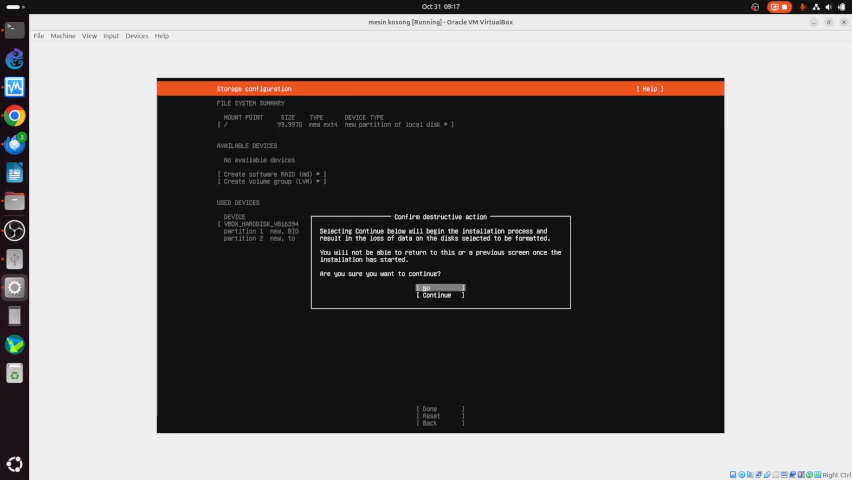 Oct 31 09:17
mesin kosong [Running] - Oracle VM VirtualBox
File Machine View Input Devices Help
Storage configuration [ Help ]
FILE SYSTEM SUMMARY
MOUNT POINT SIZE TYPE DEVICE TYPE
[ / 99.997G new ext4 new partition of local disk ▸ ]
AVAILABLE DEVICES
No available devices
[ Create software RAID (md) ▸ ]
[ Create volume group (LVM) ▸ ]
USED DEVICES
DEVICE
[ VBOX_HARDDISK_VB16394
partition 1 new, BIO
partition 2 new, to
Confirm destructive action
Selecting Continue below will begin the installation process and
result in the loss of data on the disks selected to be formatted.
You will not be able to return to this or a previous screen once the
installation has started.
Are you sure you want to continue?
[ No ]
[ Continue ]
[ Done ]
[ Reset ]
[ Back ]
3
Right Ctrl